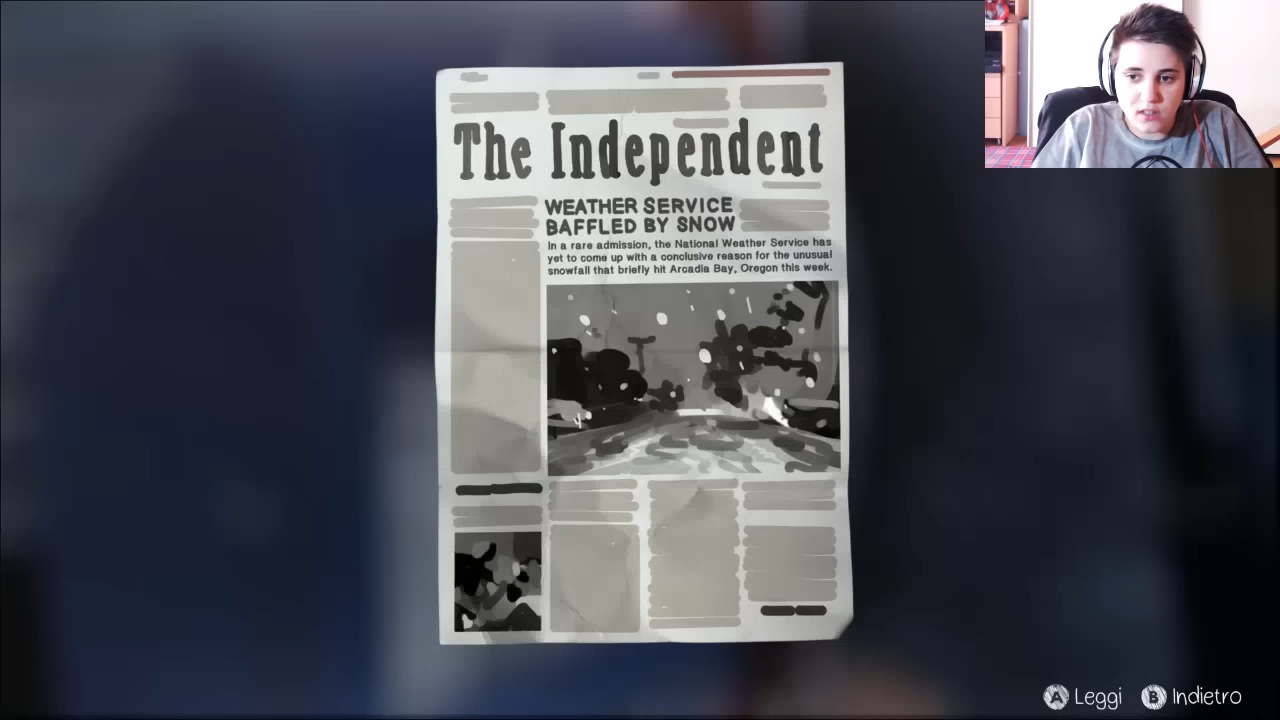 The Independent
WEATHER SERVICE
BAFFLED BY SNOW
In a rare admission, the National Weather Service has
yet to come up with a conclusive reason for the unusual
snowfall that briefly hit Arcadia Bay, Oregon this week.
A Leggi B Indietro